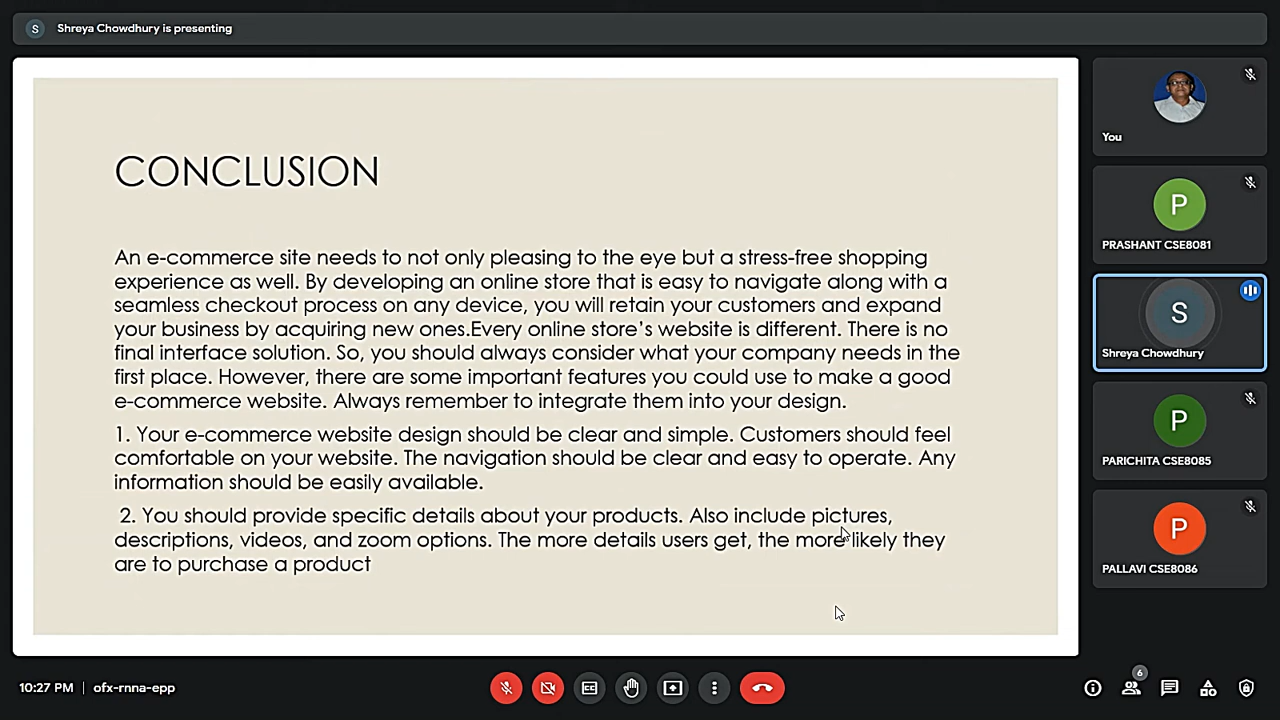 S Shreya Chowdhury is presenting
CONCLUSION
An e-commerce site needs to not only pleasing to the eye but a stress-free shopping
experience as well. By developing an online store that is easy to navigate along with a
seamless checkout process on any device, you will retain your customers and expand
your business by acquiring new ones.Every online store's website is different. There is no
final interface solution. So, you should always consider what your company needs in the
first place. However, there are some important features you could use to make a good
e-commerce website. Always remember to integrate them into your design.
1. Your e-commerce website design should be clear and simple. Customers should feel
comfortable on your website. The navigation should be clear and easy to operate. Any
information should be easily available.
2. You should provide specific details about your products. Also include pictures,
descriptions, videos, and zoom options. The more details users get, the more likely they
are to purchase a product
You
P
PRASHANT CSE8081
S
Shreya Chowdhury
P
PARICHITA CSE8085
P
PALLAVI CSE8086
10:27 PM | ofx-rnna-epp
CC
6